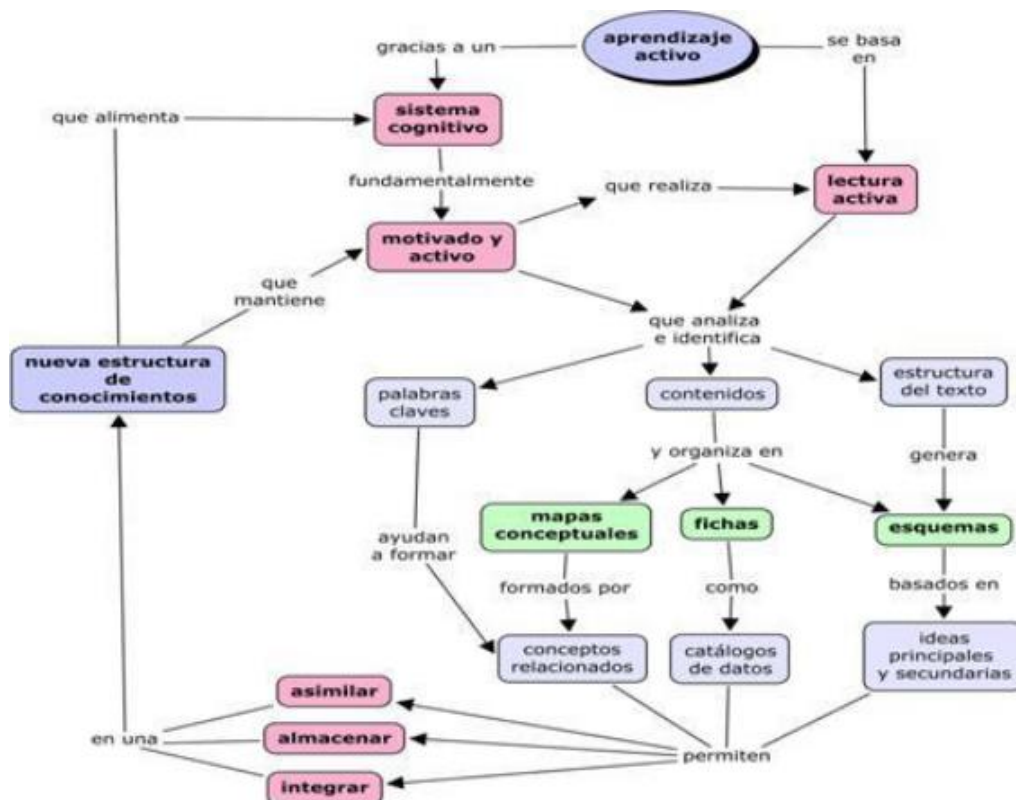 aprendizaje
activo
gracias a un
se basa
en
que alimenta
sistema
cognitivo
fundamentalmente
que realiza
lectura
activa
motivado y
activo
que
mantiene
que analiza
e identifica
nueva estructura
de
conocimientos
palabras
claves
contenidos
estructura
del texto
y organiza en
genera
mapas
conceptuales
fichas
esquemas
ayudan
a formar
formados por
como
basados en
conceptos
relacionados
catálogos
de datos
ideas
principales
y secundarias
asimilar
en una
almacenar
permiten
integrar